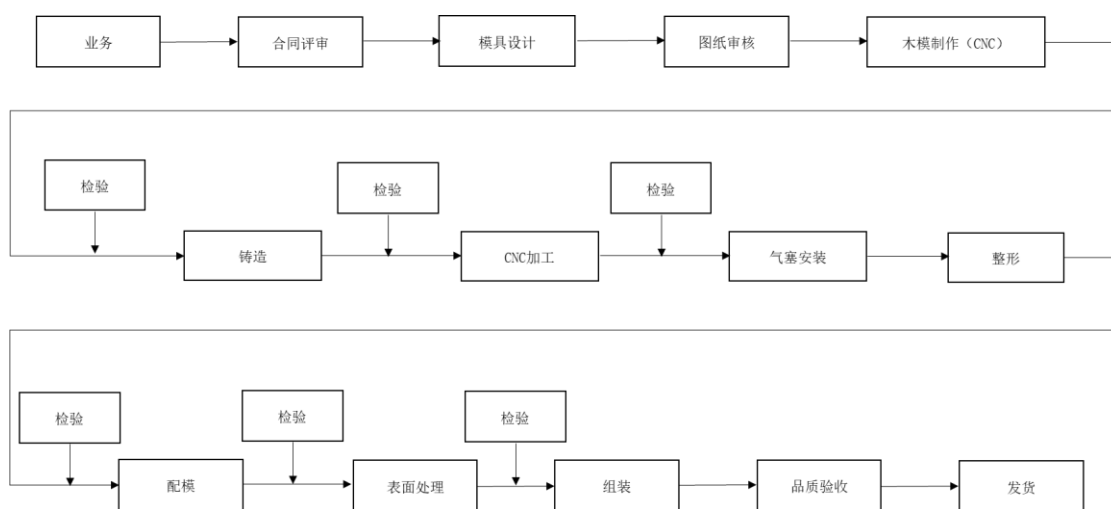 业务
合同评审
模具设计
图纸审核
木模制作（CNC）
检验
检验
检验
铸造
CNC加工
气塞安装
整形
检验
检验
检验
配模
表面处理
组装
品质验收
发货